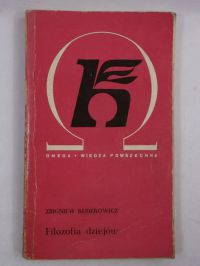 OMEGA • WIEDZA POWSZECHNA
ZBIGNIEW KUDEROWICZ
Filozofia dziejów